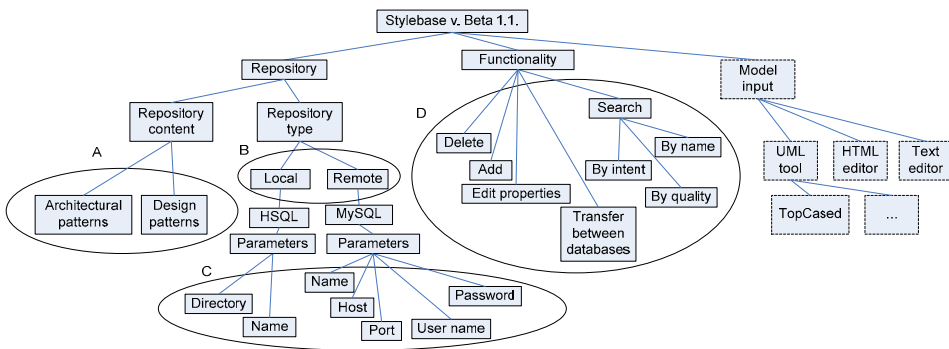 Stylebase v. Beta 1.1.
Repository
Functionality
Model
input
Repository
content
Repository
type
D
Search
Delete
By name
A
B
Add
By intent
UML
tool
HTML
editor
Text
editor
Local
Remote
Edit properties
By quality
Architectural
patterns
Design
patterns
HSQL
MySQL
Transfer
between
databases
TopCased
...
Parameters
Parameters
C
Name
Password
Directory
Host
Name
Port
User name